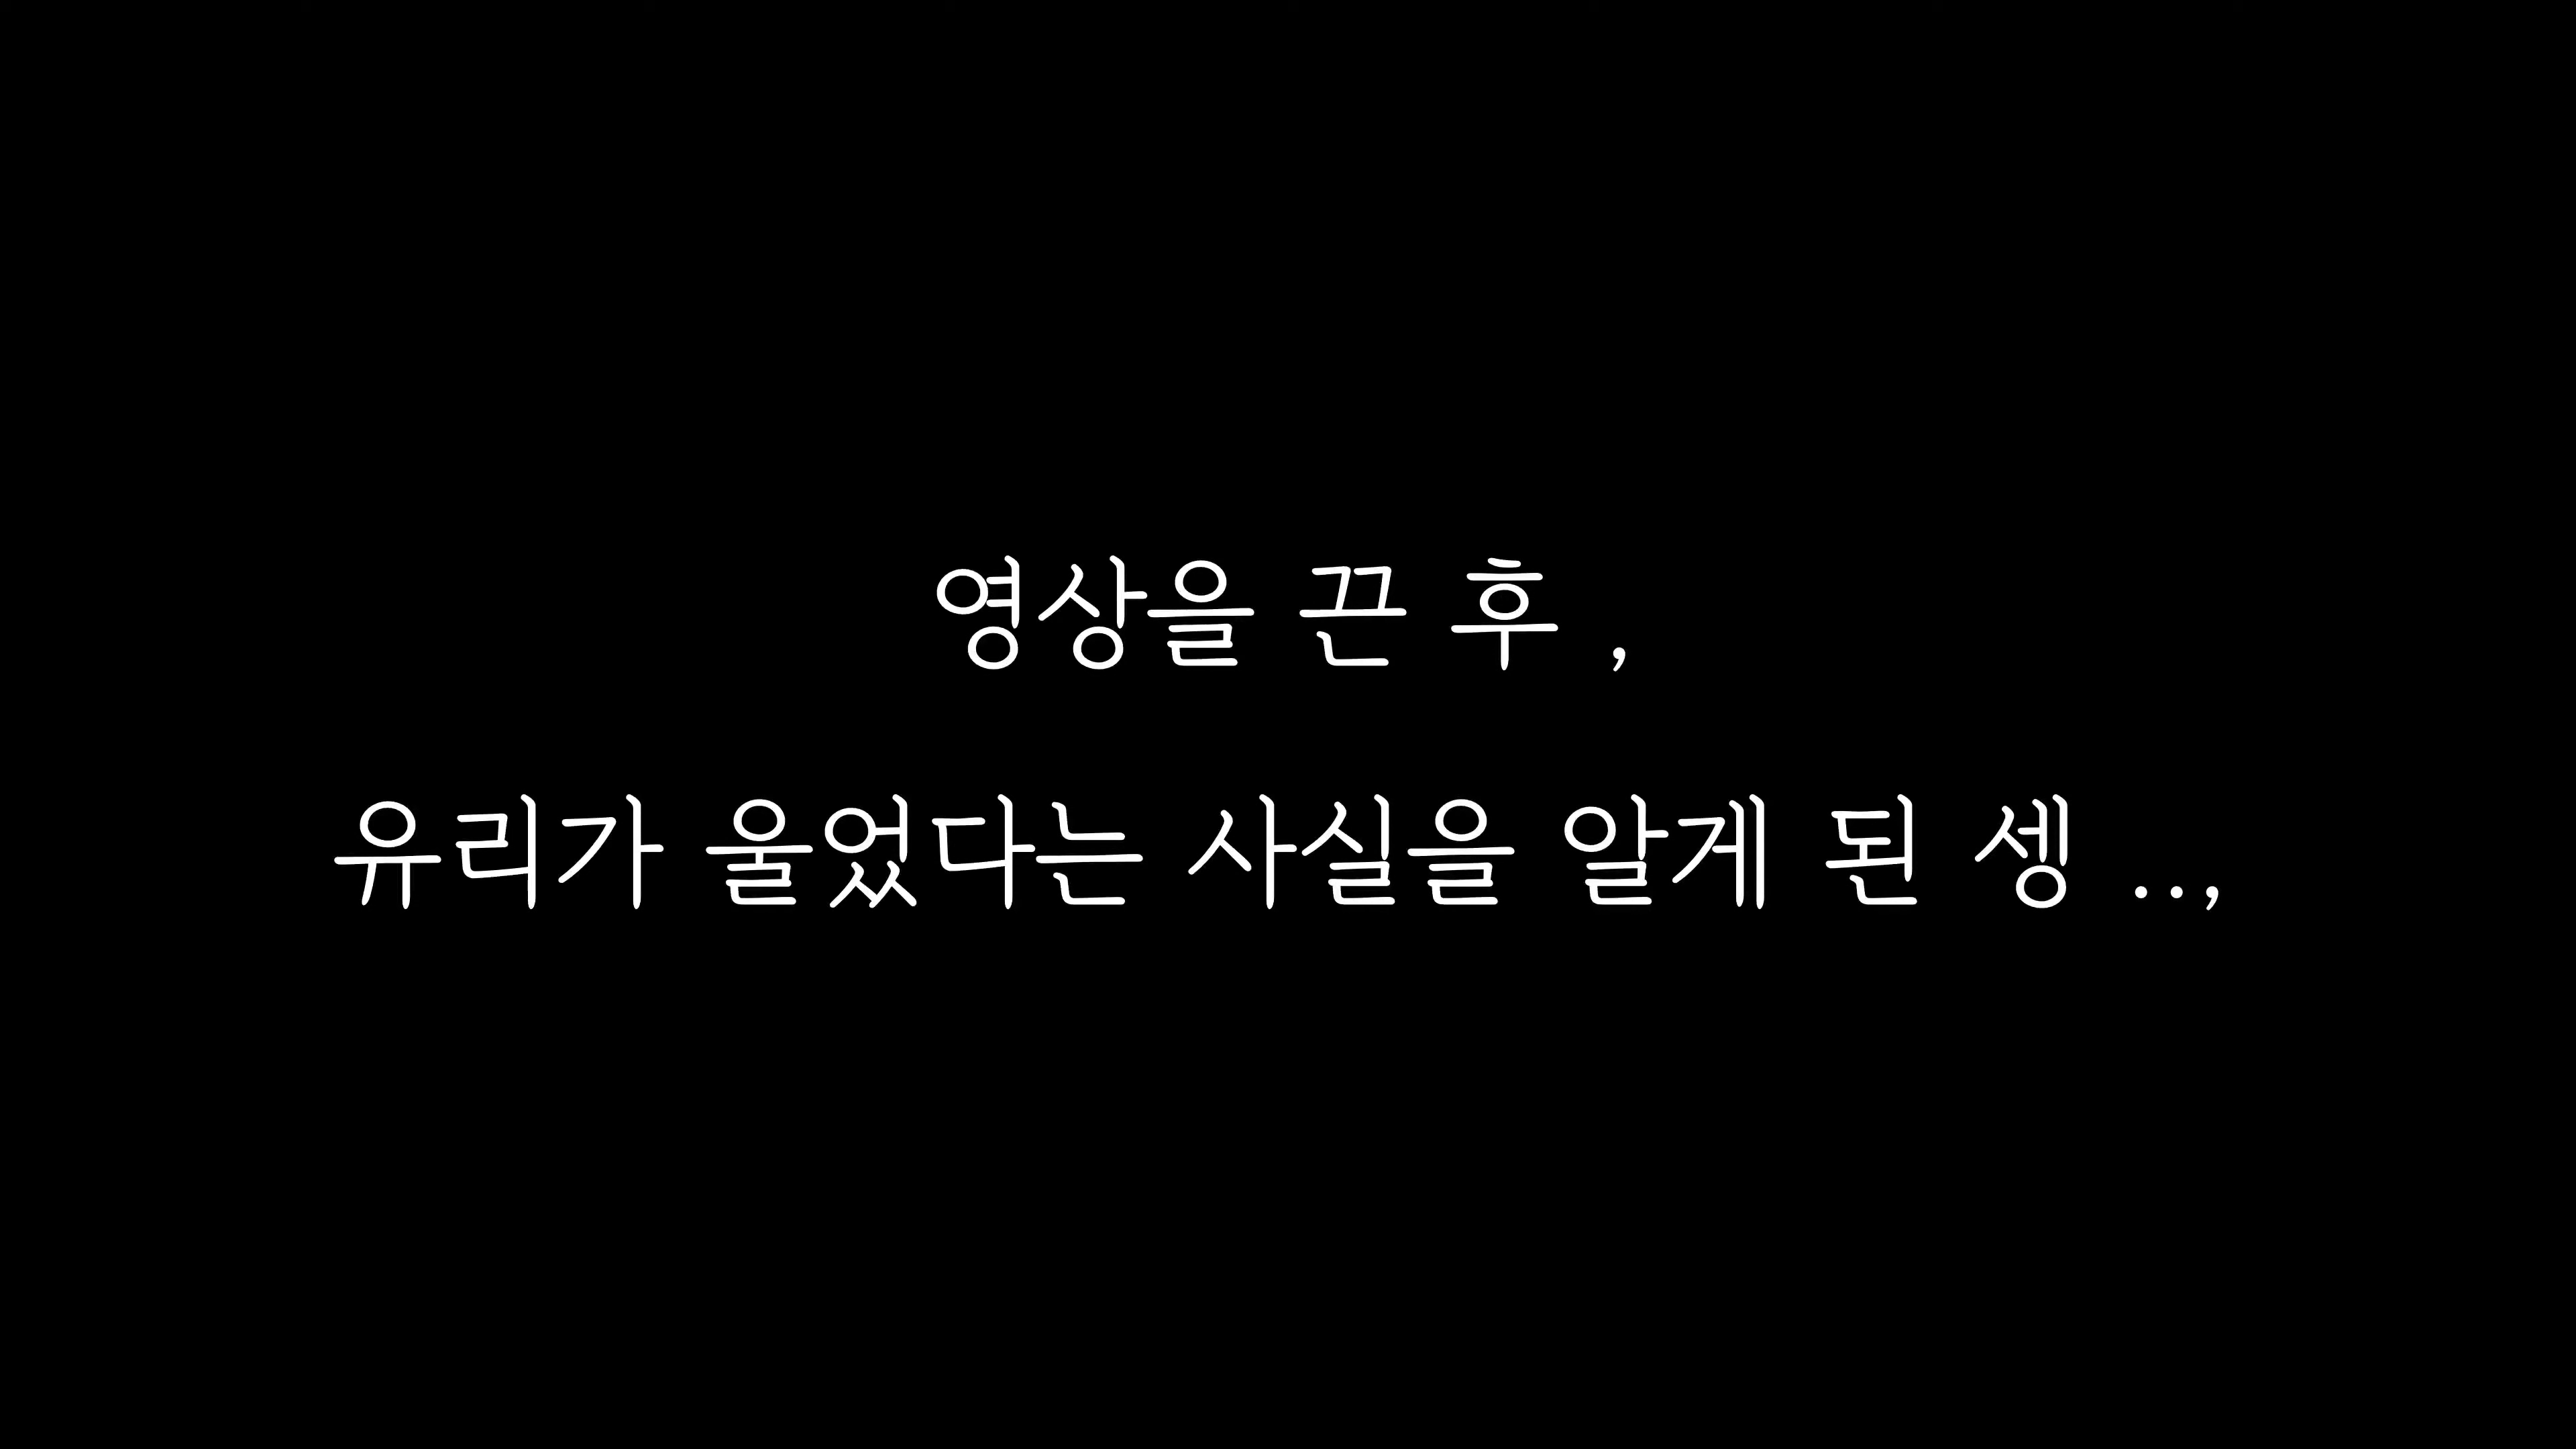 영상을 끈 후 ,
유리가 울었다는 사실을 알게 된 셍 ..,